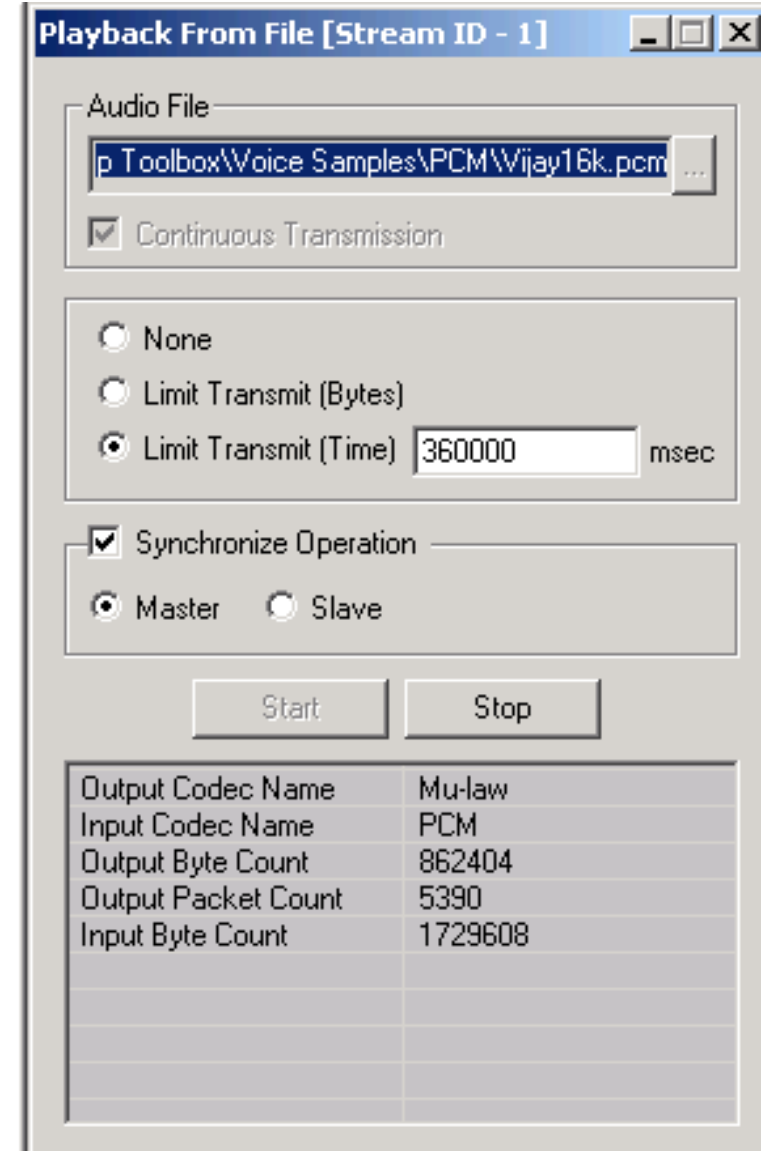 Playback From File [Stream ID - 1]
Audio File
p Toolbox\Voice Samples\PCM\Vijay16k.pcm ...
Continuous Transmission
None
Limit Transmit (Bytes)
Limit Transmit (Time) 360000 msec
Synchronize Operation
Master Slave
Start Stop
Output Codec Name Mu-law
Input Codec Name PCM
Output Byte Count 862404
Output Packet Count 5390
Input Byte Count 1729608